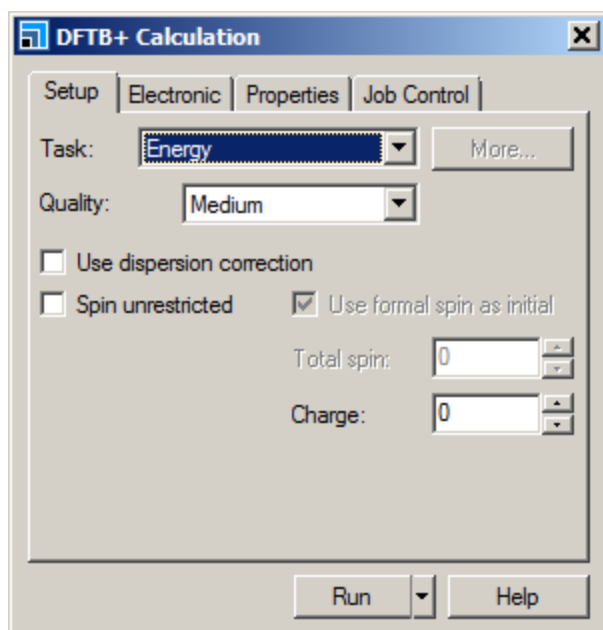 DFTB+ Calculation
Setup Electronic Properties Job Control
Task: Energy More...
Quality: Medium
Use dispersion correction
Spin unrestricted Use formal spin as initial
Total spin: 0
Charge: 0
Run Help